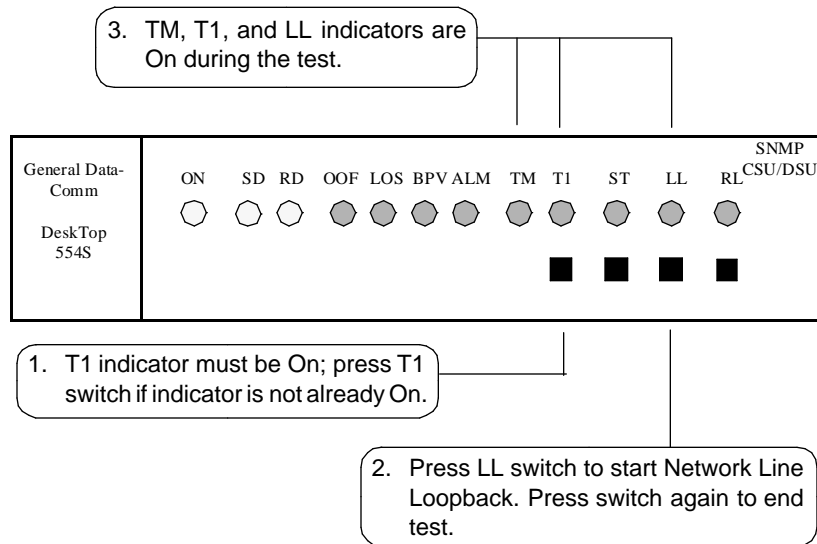 3. TM, T1, and LL indicators are
On during the test.
General Data-
Comm
DeskTop
554S
ON SD RD OOF LOS BPV ALM TM T1 ST LL RL
SNMP
CSU/DSU
1. T1 indicator must be On; press T1
switch if indicator is not already On.
2. Press LL switch to start Network Line
Loopback. Press switch again to end
test.